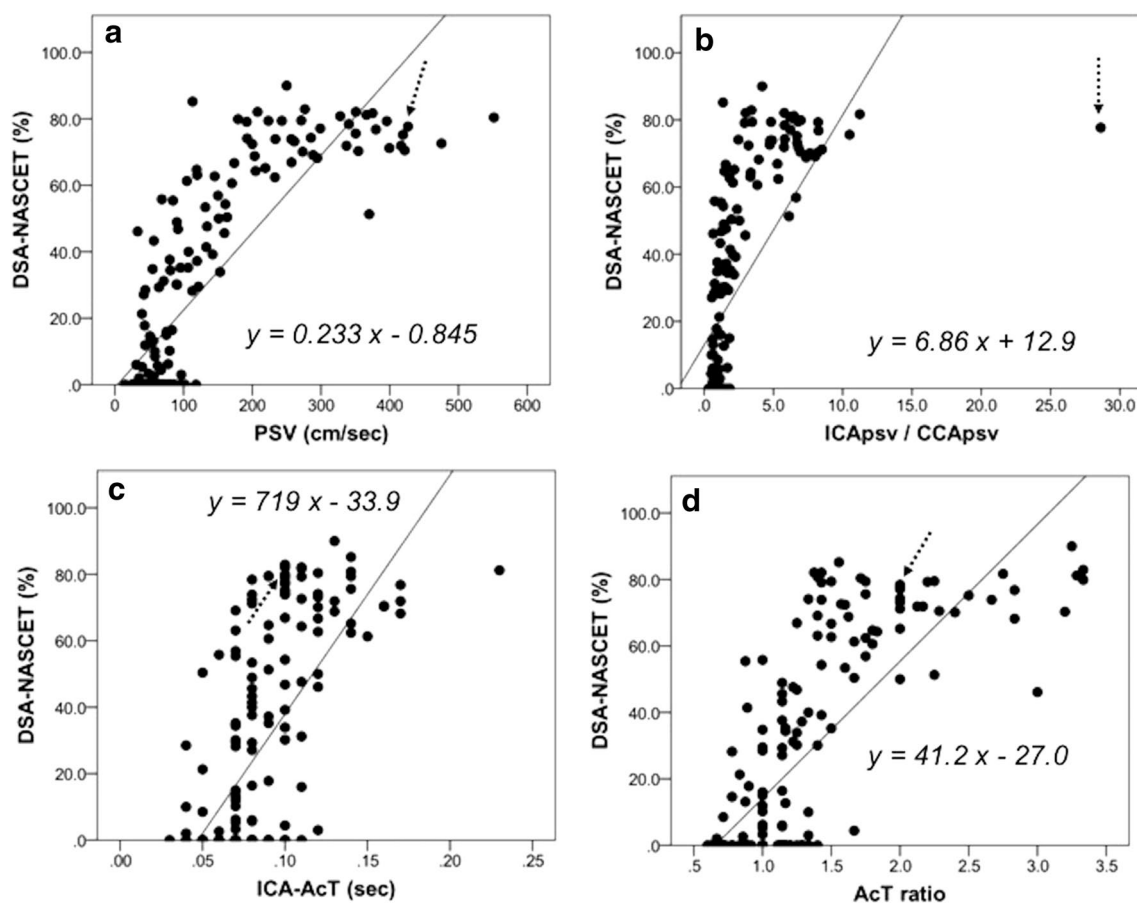 a
DSA-NASCET (%)
100.0
80.0
60.0
40.0
20.0
.0
y = 0.233 x - 0.845
0 100 200 300 400 500 600
PSV (cm/sec)
b
DSA-NASCET (%)
100.0
80.0
60.0
40.0
20.0
.0
y = 6.86 x + 12.9
.0 5.0 10.0 15.0 20.0 25.0 30.0
ICApsv / CCApsv
c
y = 719 x - 33.9
DSA-NASCET (%)
100.0
80.0
60.0
40.0
20.0
.0
.00 .05 .10 .15 .20 .25
ICA-AcT (sec)
d
DSA-NASCET (%)
100.0
80.0
60.0
40.0
20.0
.0
y = 41.2 x - 27.0
.5 1.0 1.5 2.0 2.5 3.0 3.5
AcT ratio